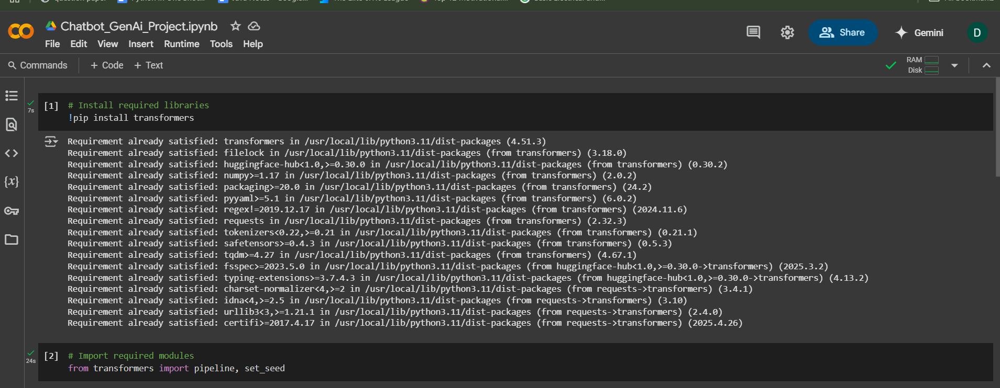 Chatbot_GenAi_Project.ipynb
File Edit View Insert Runtime Tools Help
Share
Gemini
D
Commands + Code + Text
RAM
Disk
[1] # Install required libraries
7s
!pip install transformers
Requirement already satisfied: transformers in /usr/local/lib/python3.11/dist-packages (4.51.3)
Requirement already satisfied: filelock in /usr/local/lib/python3.11/dist-packages (from transformers) (3.18.0)
Requirement already satisfied: huggingface-hub<1.0,>=0.30.0 in /usr/local/lib/python3.11/dist-packages (from transformers) (0.30.2)
Requirement already satisfied: numpy>=1.17 in /usr/local/lib/python3.11/dist-packages (from transformers) (2.0.2)
Requirement already satisfied: packaging>=20.0 in /usr/local/lib/python3.11/dist-packages (from transformers) (24.2)
Requirement already satisfied: pyyaml>=5.1 in /usr/local/lib/python3.11/dist-packages (from transformers) (6.0.2)
Requirement already satisfied: regex!=2019.12.17 in /usr/local/lib/python3.11/dist-packages (from transformers) (2024.11.6)
Requirement already satisfied: requests in /usr/local/lib/python3.11/dist-packages (from transformers) (2.32.3)
Requirement already satisfied: tokenizers<0.22,>=0.21 in /usr/local/lib/python3.11/dist-packages (from transformers) (0.21.1)
Requirement already satisfied: safetensors>=0.4.3 in /usr/local/lib/python3.11/dist-packages (from transformers) (0.5.3)
Requirement already satisfied: tqdm>=4.27 in /usr/local/lib/python3.11/dist-packages (from transformers) (4.67.1)
Requirement already satisfied: fsspec>=2023.5.0 in /usr/local/lib/python3.11/dist-packages (from huggingface-hub<1.0,>=0.30.0->transformers) (2025.3.2)
Requirement already satisfied: typing-extensions>=3.7.4.3 in /usr/local/lib/python3.11/dist-packages (from huggingface-hub<1.0,>=0.30.0->transformers) (4.13.2)
Requirement already satisfied: charset-normalizer<4,>=2 in /usr/local/lib/python3.11/dist-packages (from requests->transformers) (3.4.1)
Requirement already satisfied: idna<4,>=2.5 in /usr/local/lib/python3.11/dist-packages (from requests->transformers) (3.10)
Requirement already satisfied: urllib3<3,>=1.21.1 in /usr/local/lib/python3.11/dist-packages (from requests->transformers) (2.4.0)
Requirement already satisfied: certifi>=2017.4.17 in /usr/local/lib/python3.11/dist-packages (from requests->transformers) (2025.4.26)
[2] # Import required modules
24s
from transformers import pipeline, set_seed